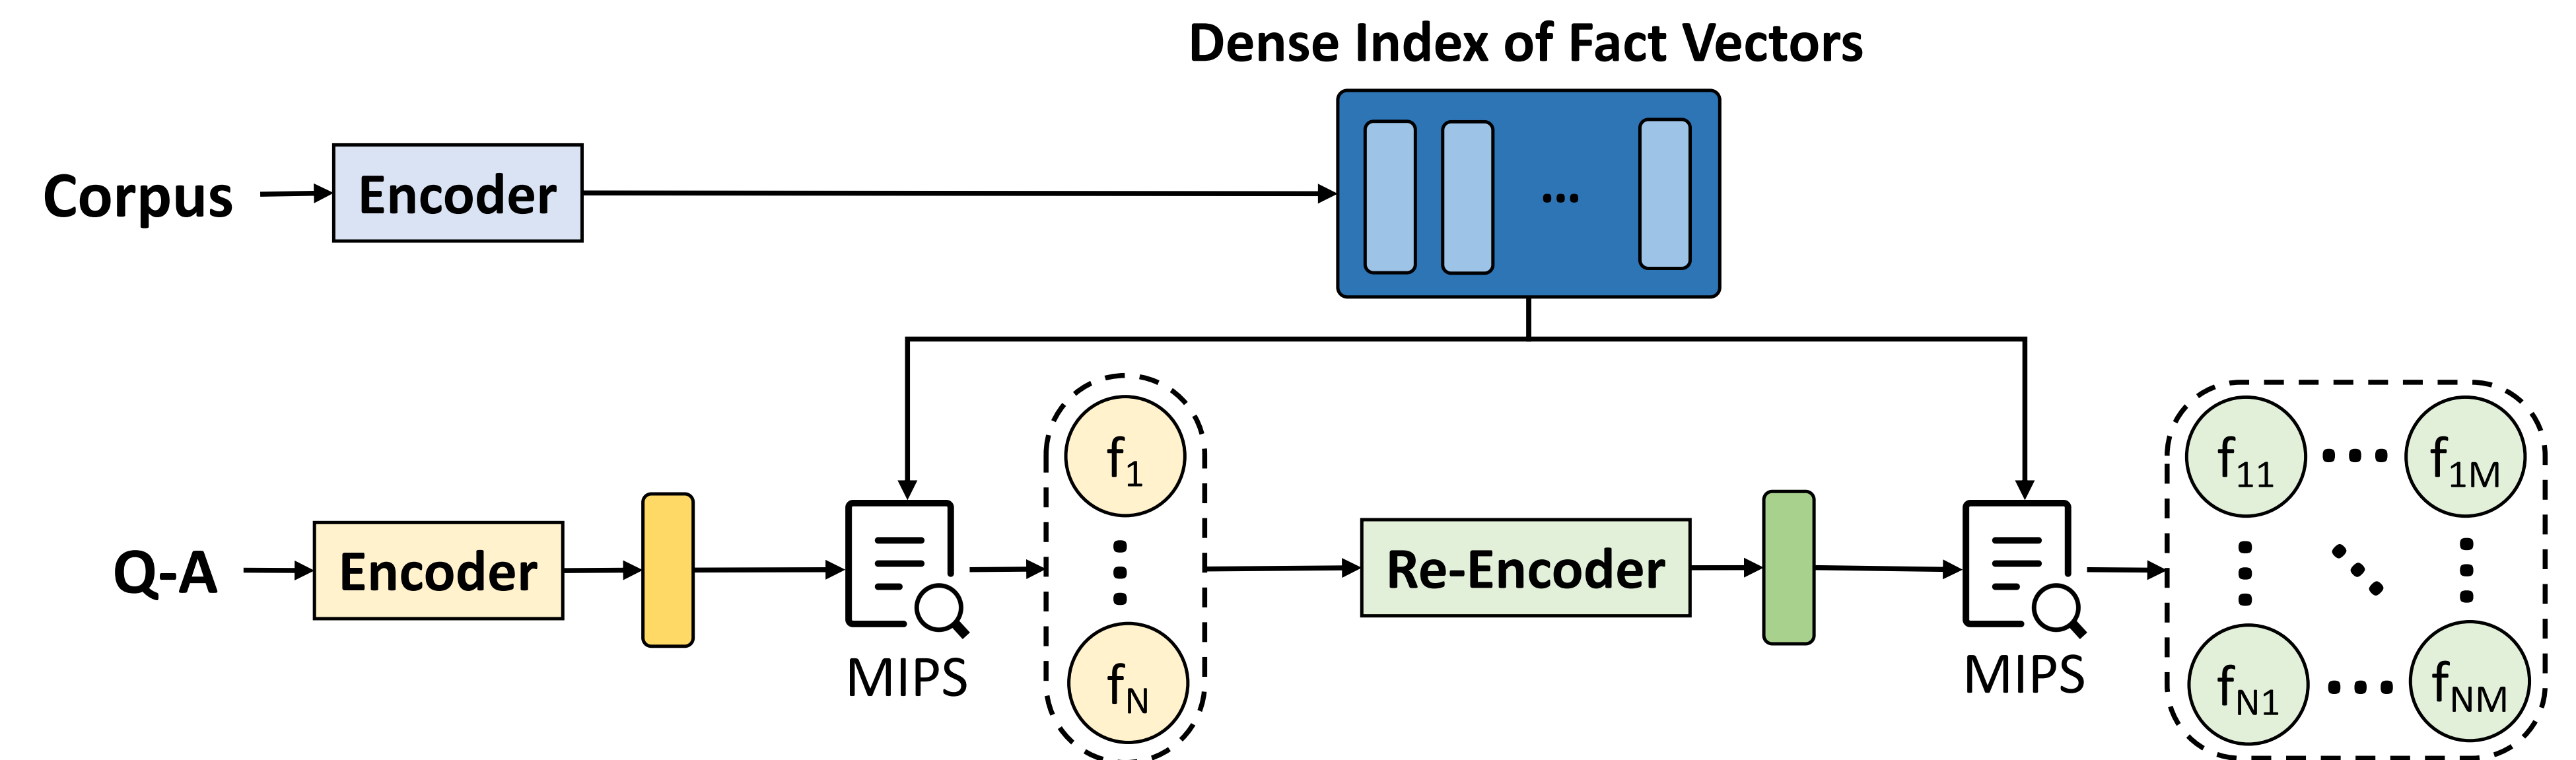 Dense Index of Fact Vectors
Corpus
Encoder
...
Q-A
Encoder
MIPS
f1
fN
Re-Encoder
MIPS
f11
f1M
fN1
fNM